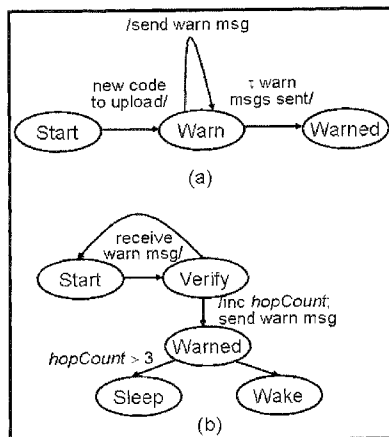 /send warn msg
new code
to upload/
τ warn
msgs sent/
Start
Warn
Warned
(a)
receive
warn msg/
Start
Verify
/inc hopCount;
send warn msg
Warned
hopCount > 3
Sleep
Wake
(b)